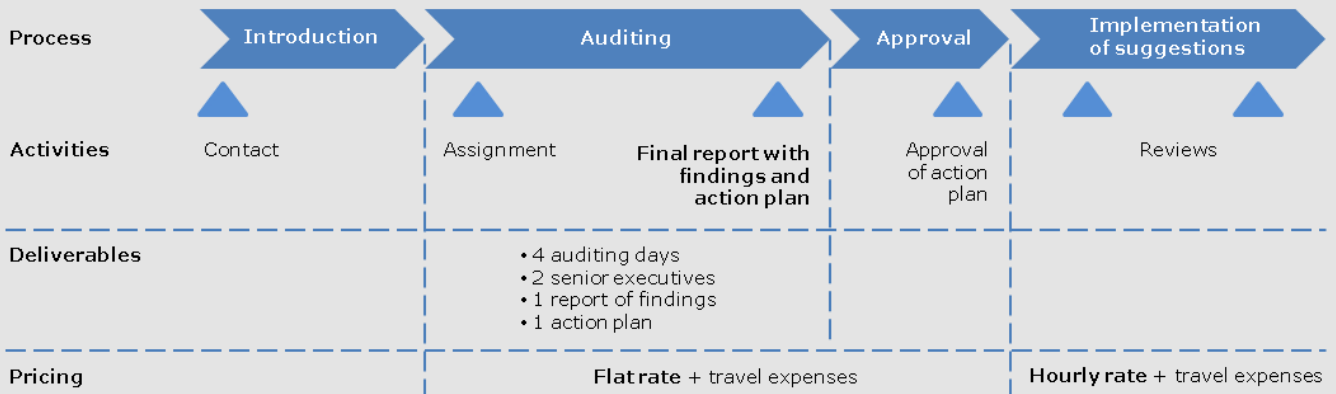 Process
Introduction
Auditing
Approval
Implementation
of suggestions
Activities
Contact
Assignment
Final report with
findings and
action plan
Approval
of action
plan
Reviews
Deliverables
• 4 auditing days
• 2 senior executives
• 1 report of findings
• 1 action plan
Pricing
Flat rate + travel expenses
Hourly rate + travel expenses